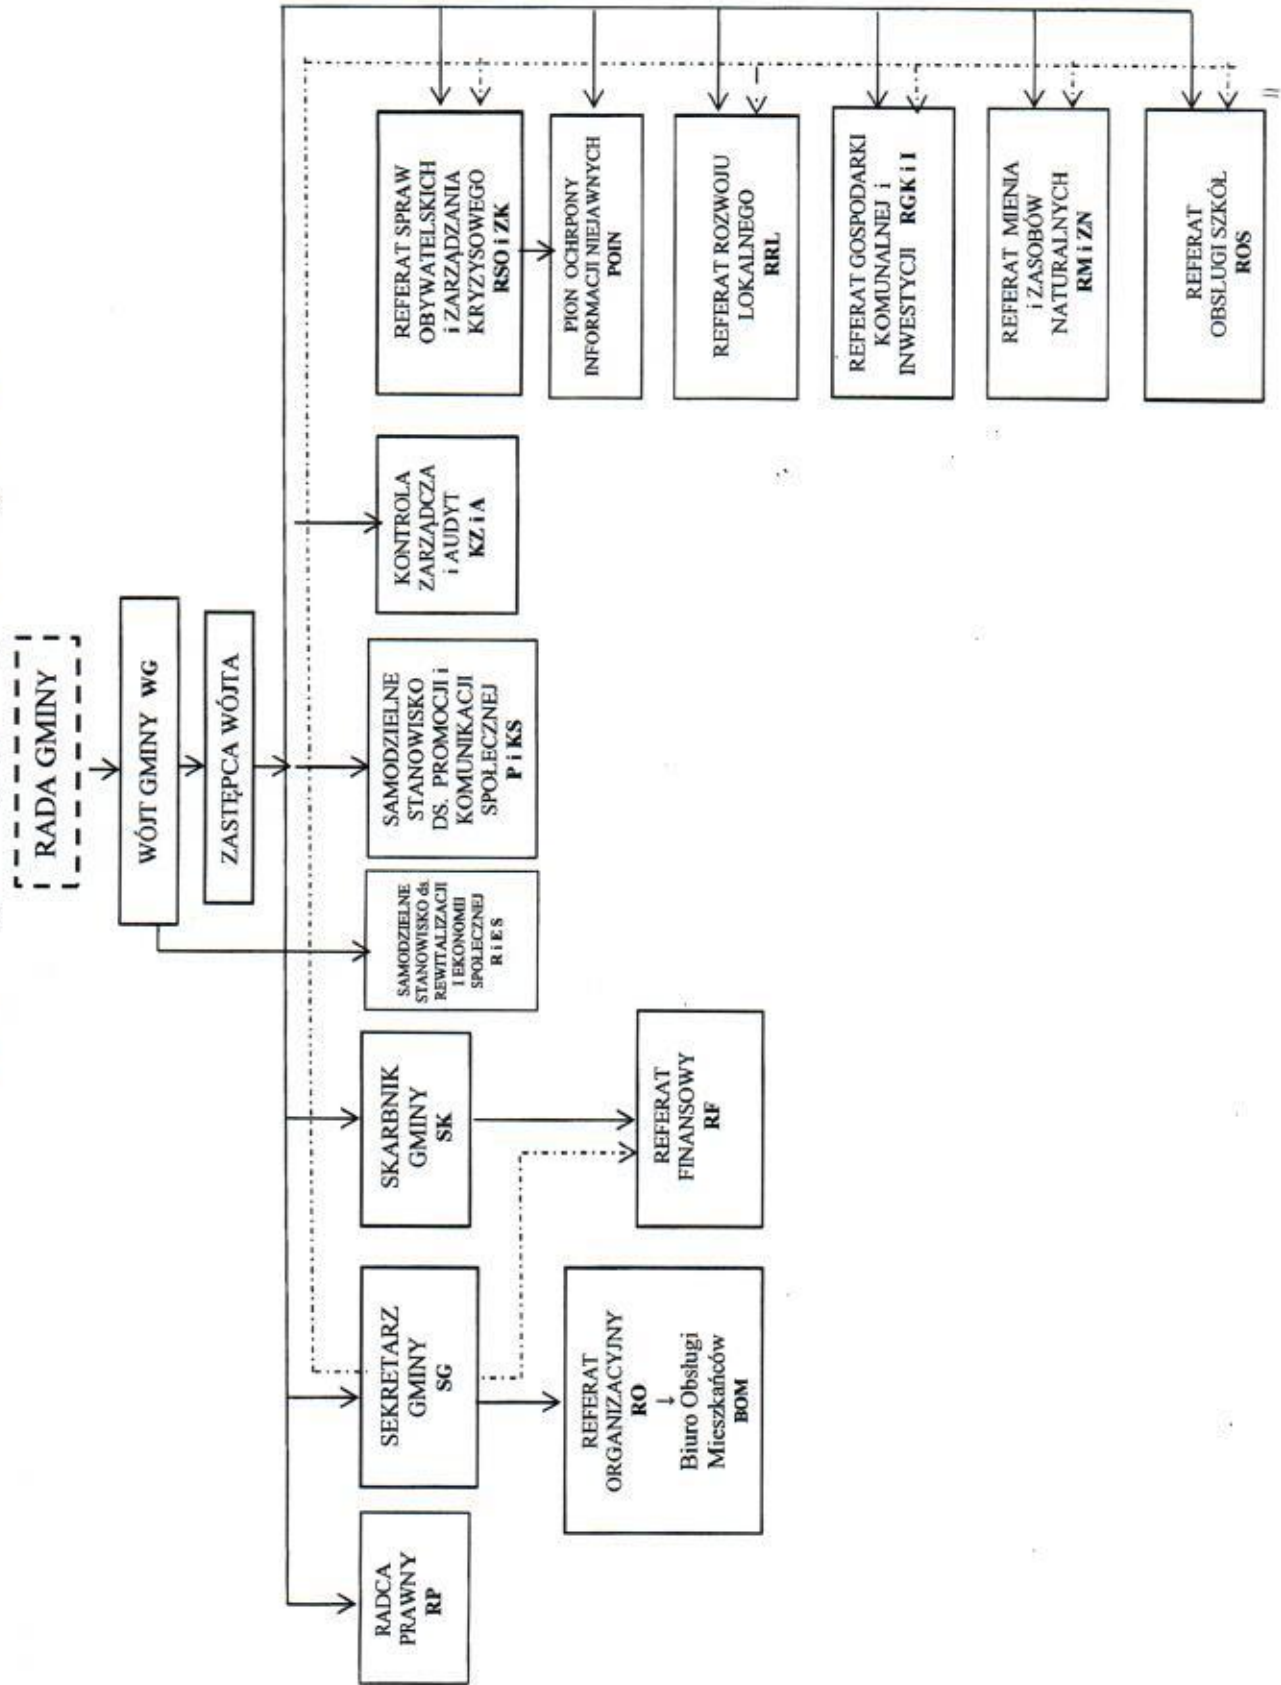 RADA GMINY
WÓJT GMINY WG
ZASTĘPCA WÓJTA
RADCA
PRAWNY
RP
SEKRETARZ
GMINY
SG
SKARBNIK
GMINY
SK
SAMODZIELNE
STANOWISKO ds.
REWITALIZACJI
I EKONOMII
SPOŁECZNEJ
R i E S
SAMODZIELNE
STANOWISKO
DS. PROMOCJI i
KOMUNIKACJI
SPOŁECZNEJ
P i KS
KONTROLA
ZARZĄDCZA
i AUDYT
KZ i A
REFERAT SPRAW
OBYWATELSKICH
i ZARZĄDZANIA
KRYZYSOWEGO
RSO i ZK
PION OCHRPONY
INFORMACJI NIEJAWNYCH
POIN
REFERAT ROZWOJU
LOKALNEGO
RRL
REFERAT GOSPODARKI
KOMUNALNEJ i
INWESTYCJI RGK i I
REFERAT MIENIA
i ZASOBÓW
NATURALNYCH
RM i ZN
REFERAT
OBSŁUGI SZKÓŁ
ROS
REFERAT
ORGANIZACYJNY
RO
↓
Biuro Obsługi
Mieszkańców
BOM
REFERAT
FINANSOWY
RF